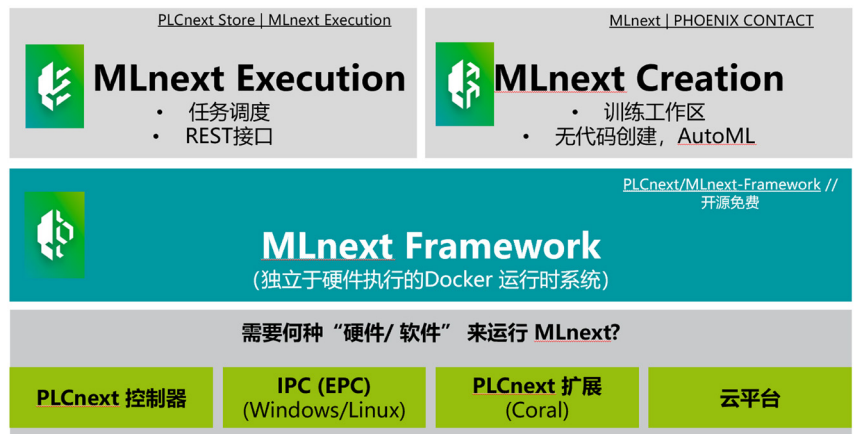 PLCnext Store | MLnext Execution
MLnext Execution
• 任务调度
• REST接口
MLnext | PHOENIX CONTACT
MLnext Creation
• 训练工作区
• 无代码创建，AutoML
PLCnext/MLnext-Framework //
开源免费
MLnext Framework
（独立于硬件执行的Docker 运行时系统）
需要何种“硬件/ 软件” 来运行 MLnext?
PLCnext 控制器
IPC (EPC)
(Windows/Linux)
PLCnext 扩展
(Coral)
云平台